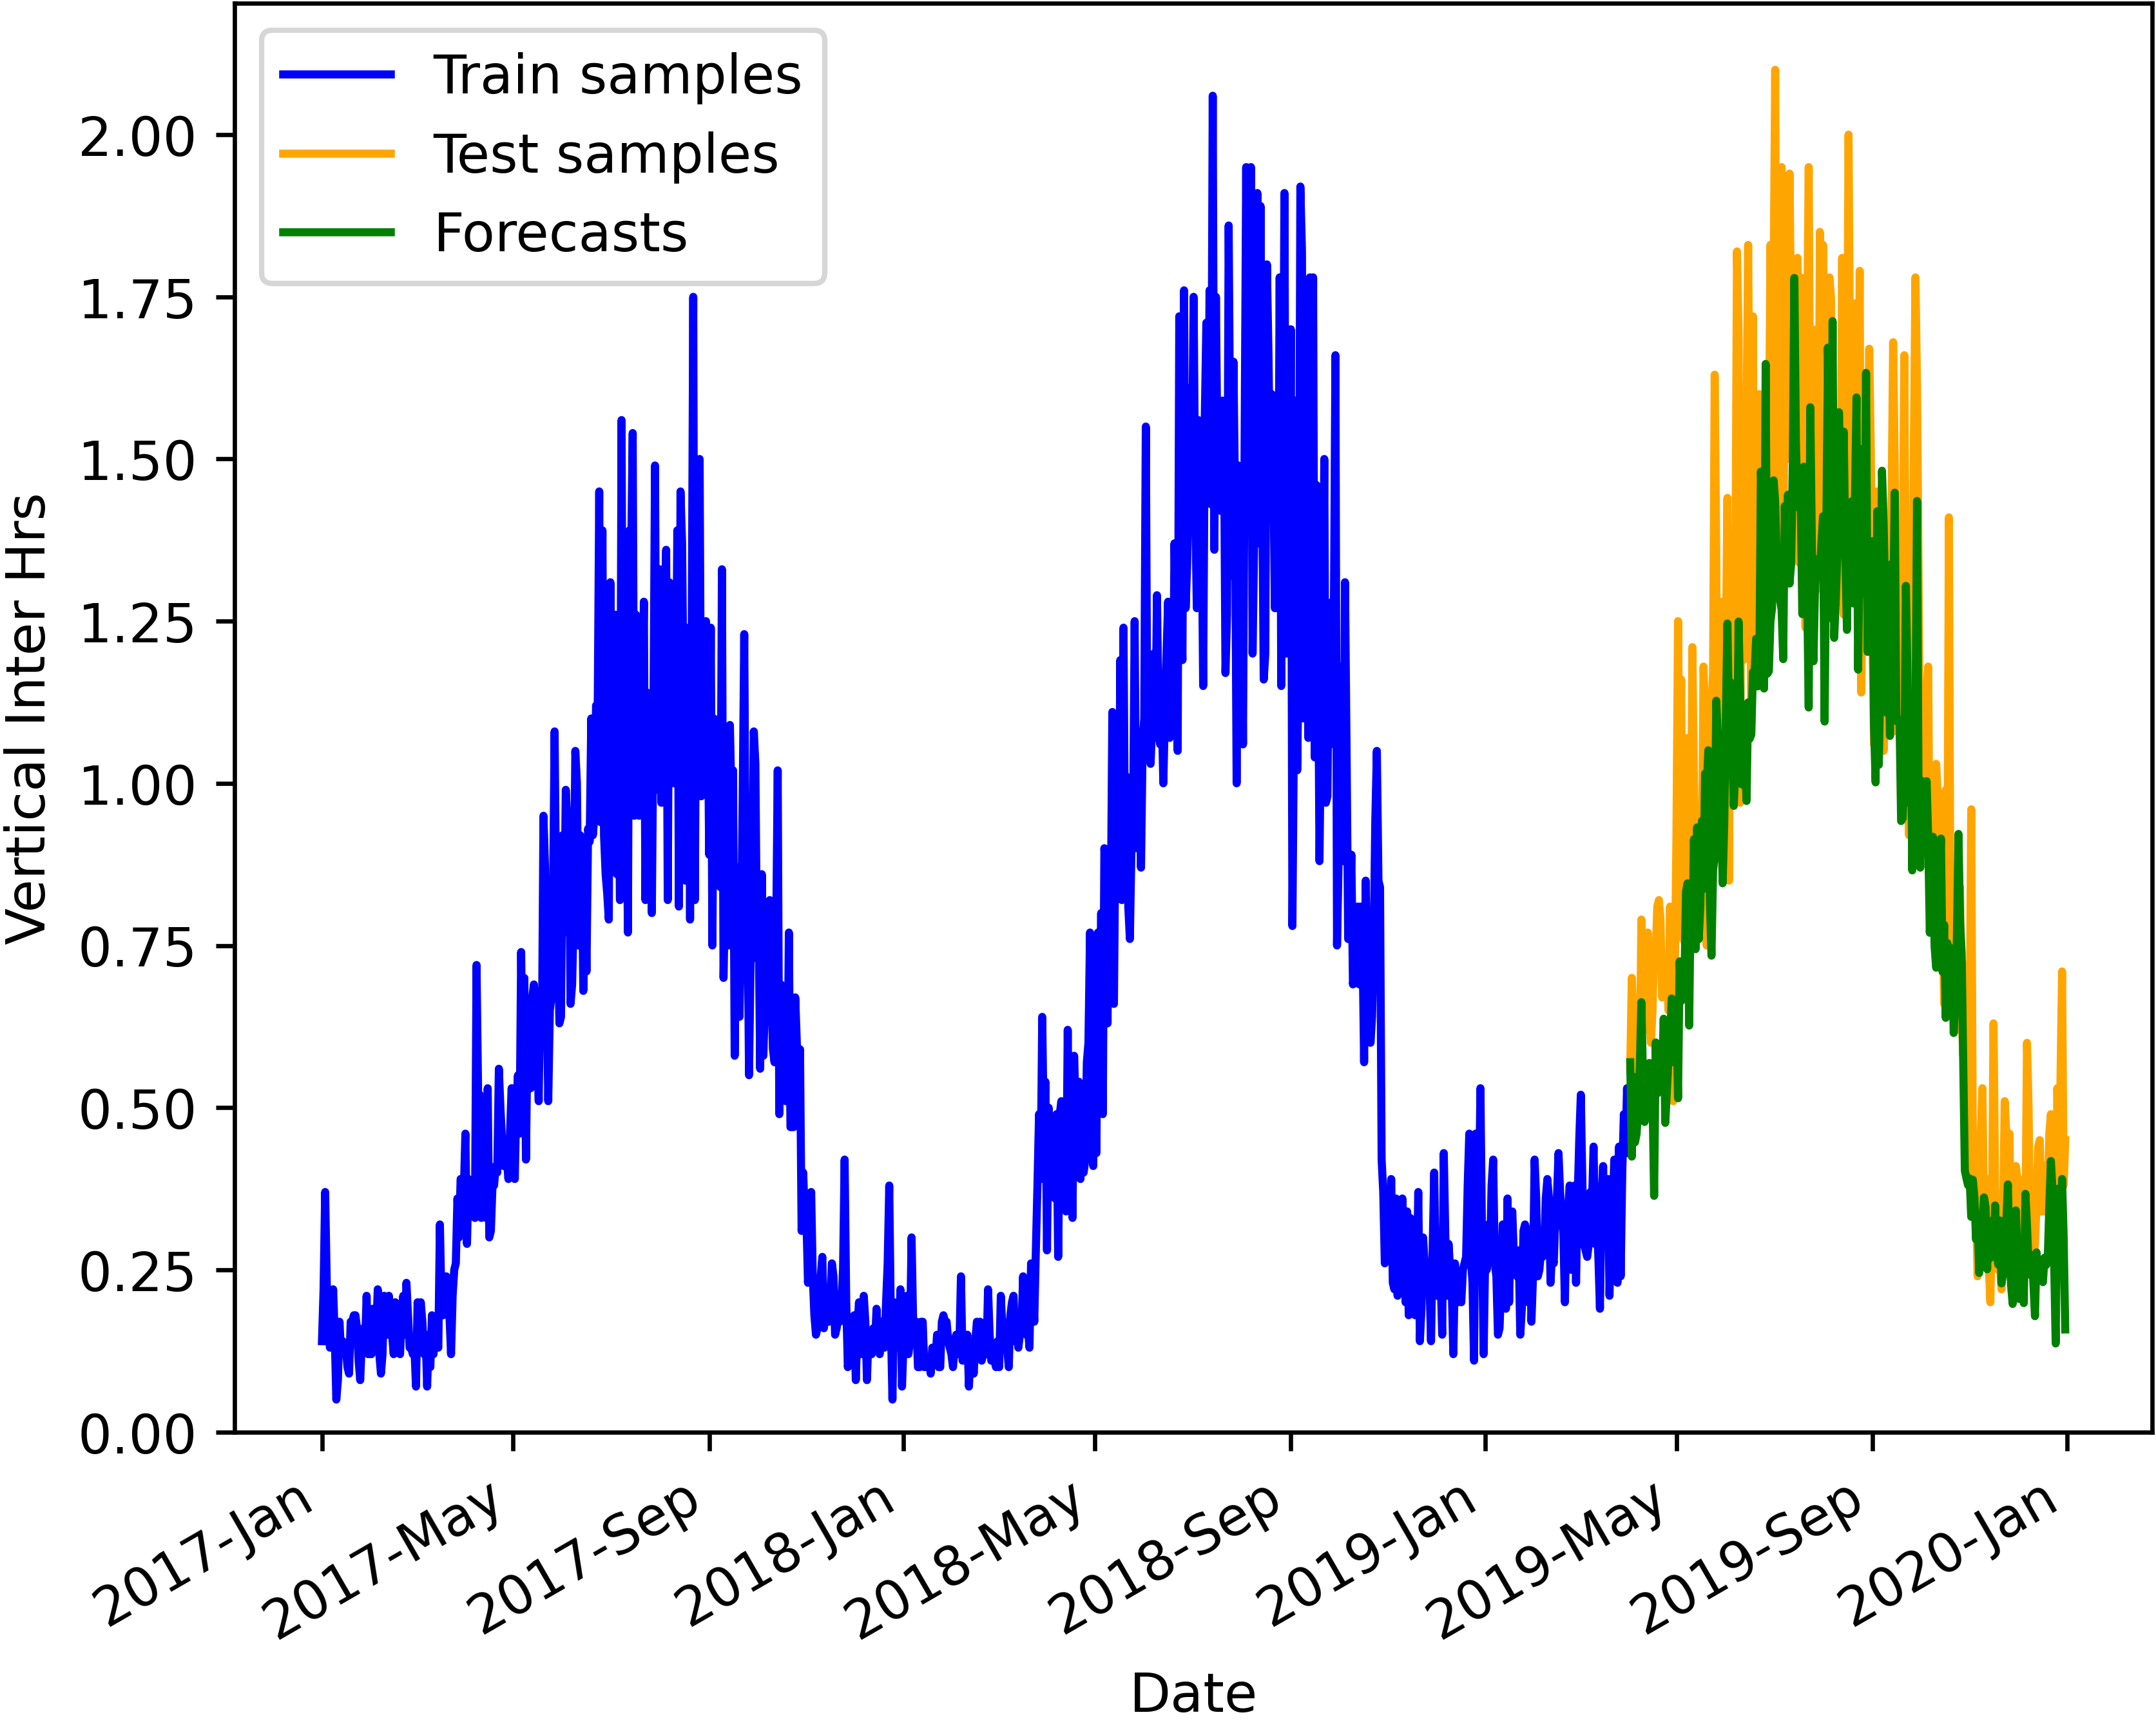 Train samples
Test samples
Forecasts
2.00
1.75
1.50
1.25
1.00
0.75
0.50
0.25
0.00
Vertical Inter Hrs
2017-Jan
2017-May
2017-Sep
2018-Jan
2018-May
2018-Sep
2019-Jan
2019-May
2019-Sep
2020-Jan
Date